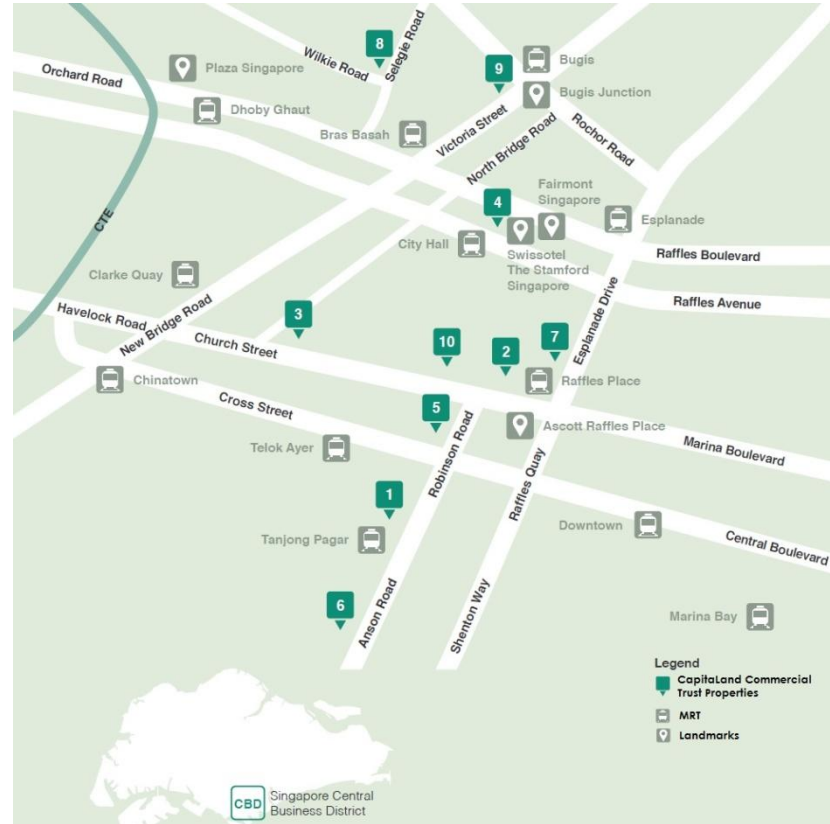 Orchard Road
Plaza Singapore
Wilkie Road
8
Selegie Road
Dhoby Ghaut
Bras Basah
9
Bugis
Bugis Junction
Victoria Street
North Bridge Road
Rochor Road
CTE
4
Fairmont
Singapore
Esplanade
City Hall
Swissotel
The Stamford
Singapore
Raffles Boulevard
Raffles Avenue
Clarke Quay
Havelock Road
New Bridge Road
3
Church Street
10
2
7
Esplanade Drive
Raffles Place
Chinatown
Cross Street
5
Ascott Raffles Place
Marina Boulevard
Telok Ayer
Robinson Road
Raffles Quay
1
Tanjong Pagar
Downtown
Central Boulevard
6
Anson Road
Shenton Way
Marina Bay
Legend
CapitaLand Commercial
Trust Properties
MRT
Landmarks
CBD
Singapore Central
Business District